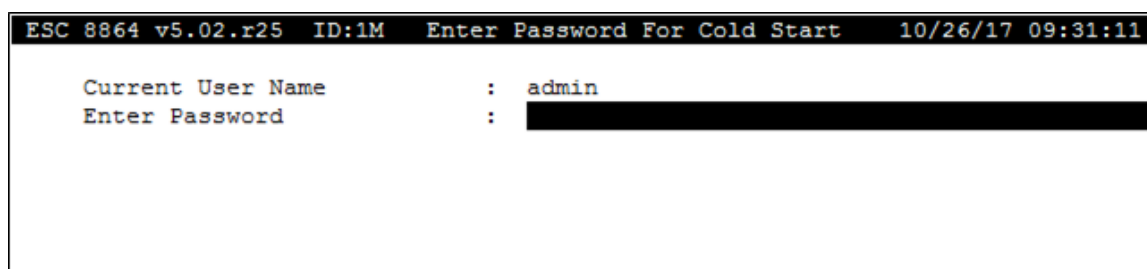 ESC 8864 v5.02.r25 ID:1M Enter Password For Cold Start 10/26/17 09:31:11
Current User Name : admin
Enter Password :